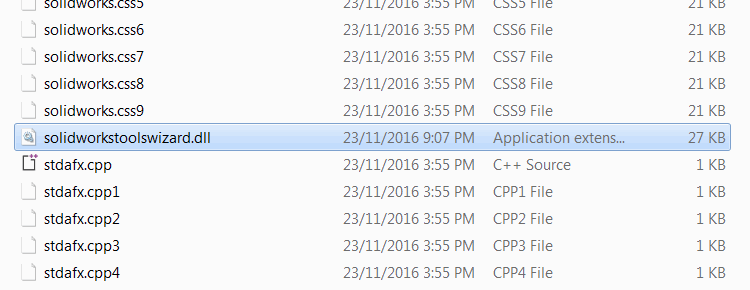 solidworks.css5 23/11/2016 3:55 PM CSS5 File 21 KB
solidworks.css6 23/11/2016 3:55 PM CSS6 File 21 KB
solidworks.css7 23/11/2016 3:55 PM CSS7 File 21 KB
solidworks.css8 23/11/2016 3:55 PM CSS8 File 21 KB
solidworks.css9 23/11/2016 3:55 PM CSS9 File 21 KB
solidworkstoolswizard.dll 23/11/2016 9:07 PM Application extens... 27 KB
stdafx.cpp 23/11/2016 3:55 PM C++ Source 1 KB
stdafx.cpp1 23/11/2016 3:55 PM CPP1 File 1 KB
stdafx.cpp2 23/11/2016 3:55 PM CPP2 File 1 KB
stdafx.cpp3 23/11/2016 3:55 PM CPP3 File 1 KB
stdafx.cpp4 23/11/2016 3:55 PM CPP4 File 1 KB